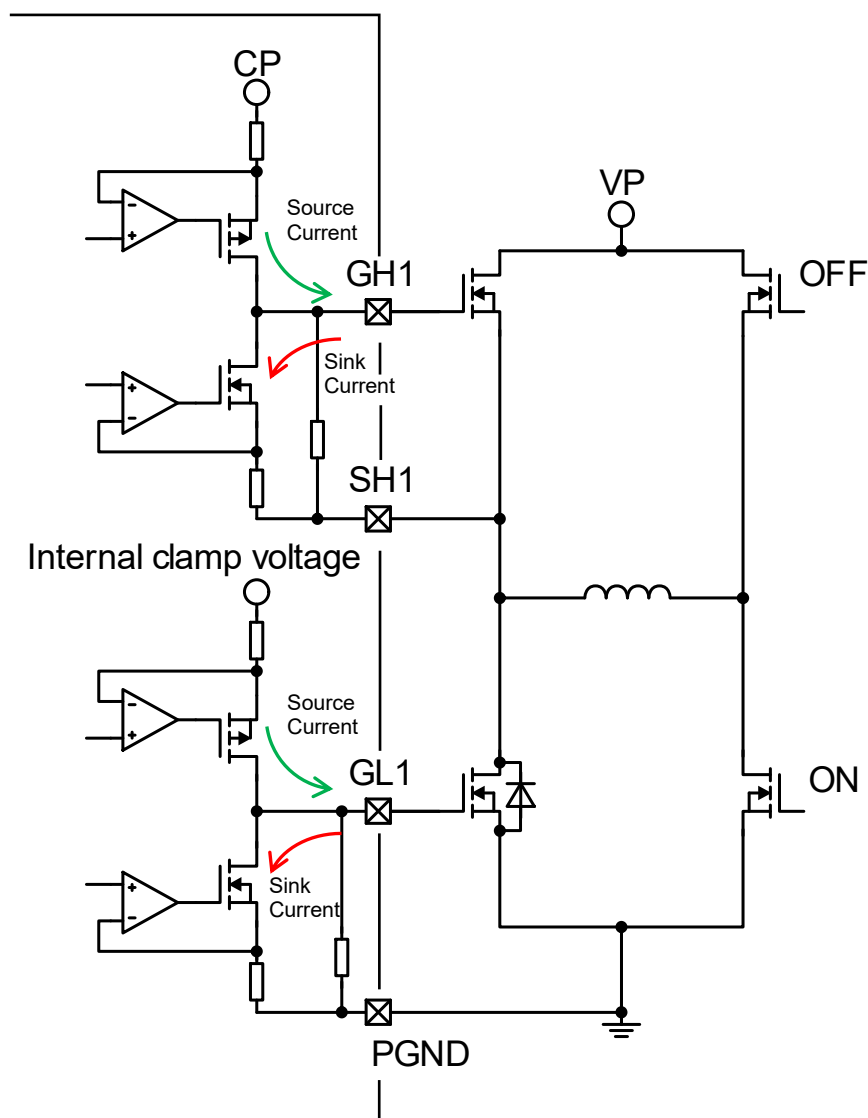 CP
VP
Source
Current
GH1
OFF
-
+
Sink
Current
+
-
SH1
Internal clamp voltage
Source
Current
-
+
GL1
ON
Sink
Current
+
-
PGND